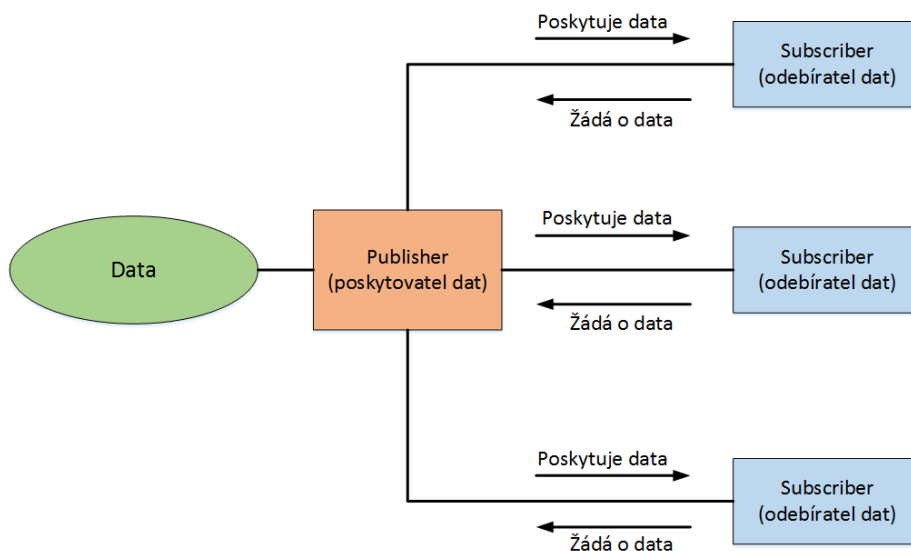 Poskytuje data
Subscriber
(odebíratel dat)
Žádá o data
Data
Publisher
(poskytovatel dat)
Poskytuje data
Subscriber
(odebíratel dat)
Žádá o data
Poskytuje data
Subscriber
(odebíratel dat)
Žádá o data